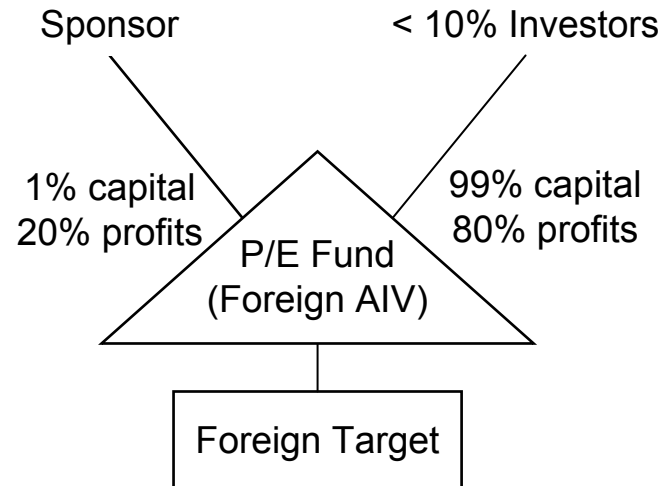 Sponsor
< 10% Investors
1% capital
20% profits
99% capital
80% profits
P/E Fund
(Foreign AIV)
Foreign Target